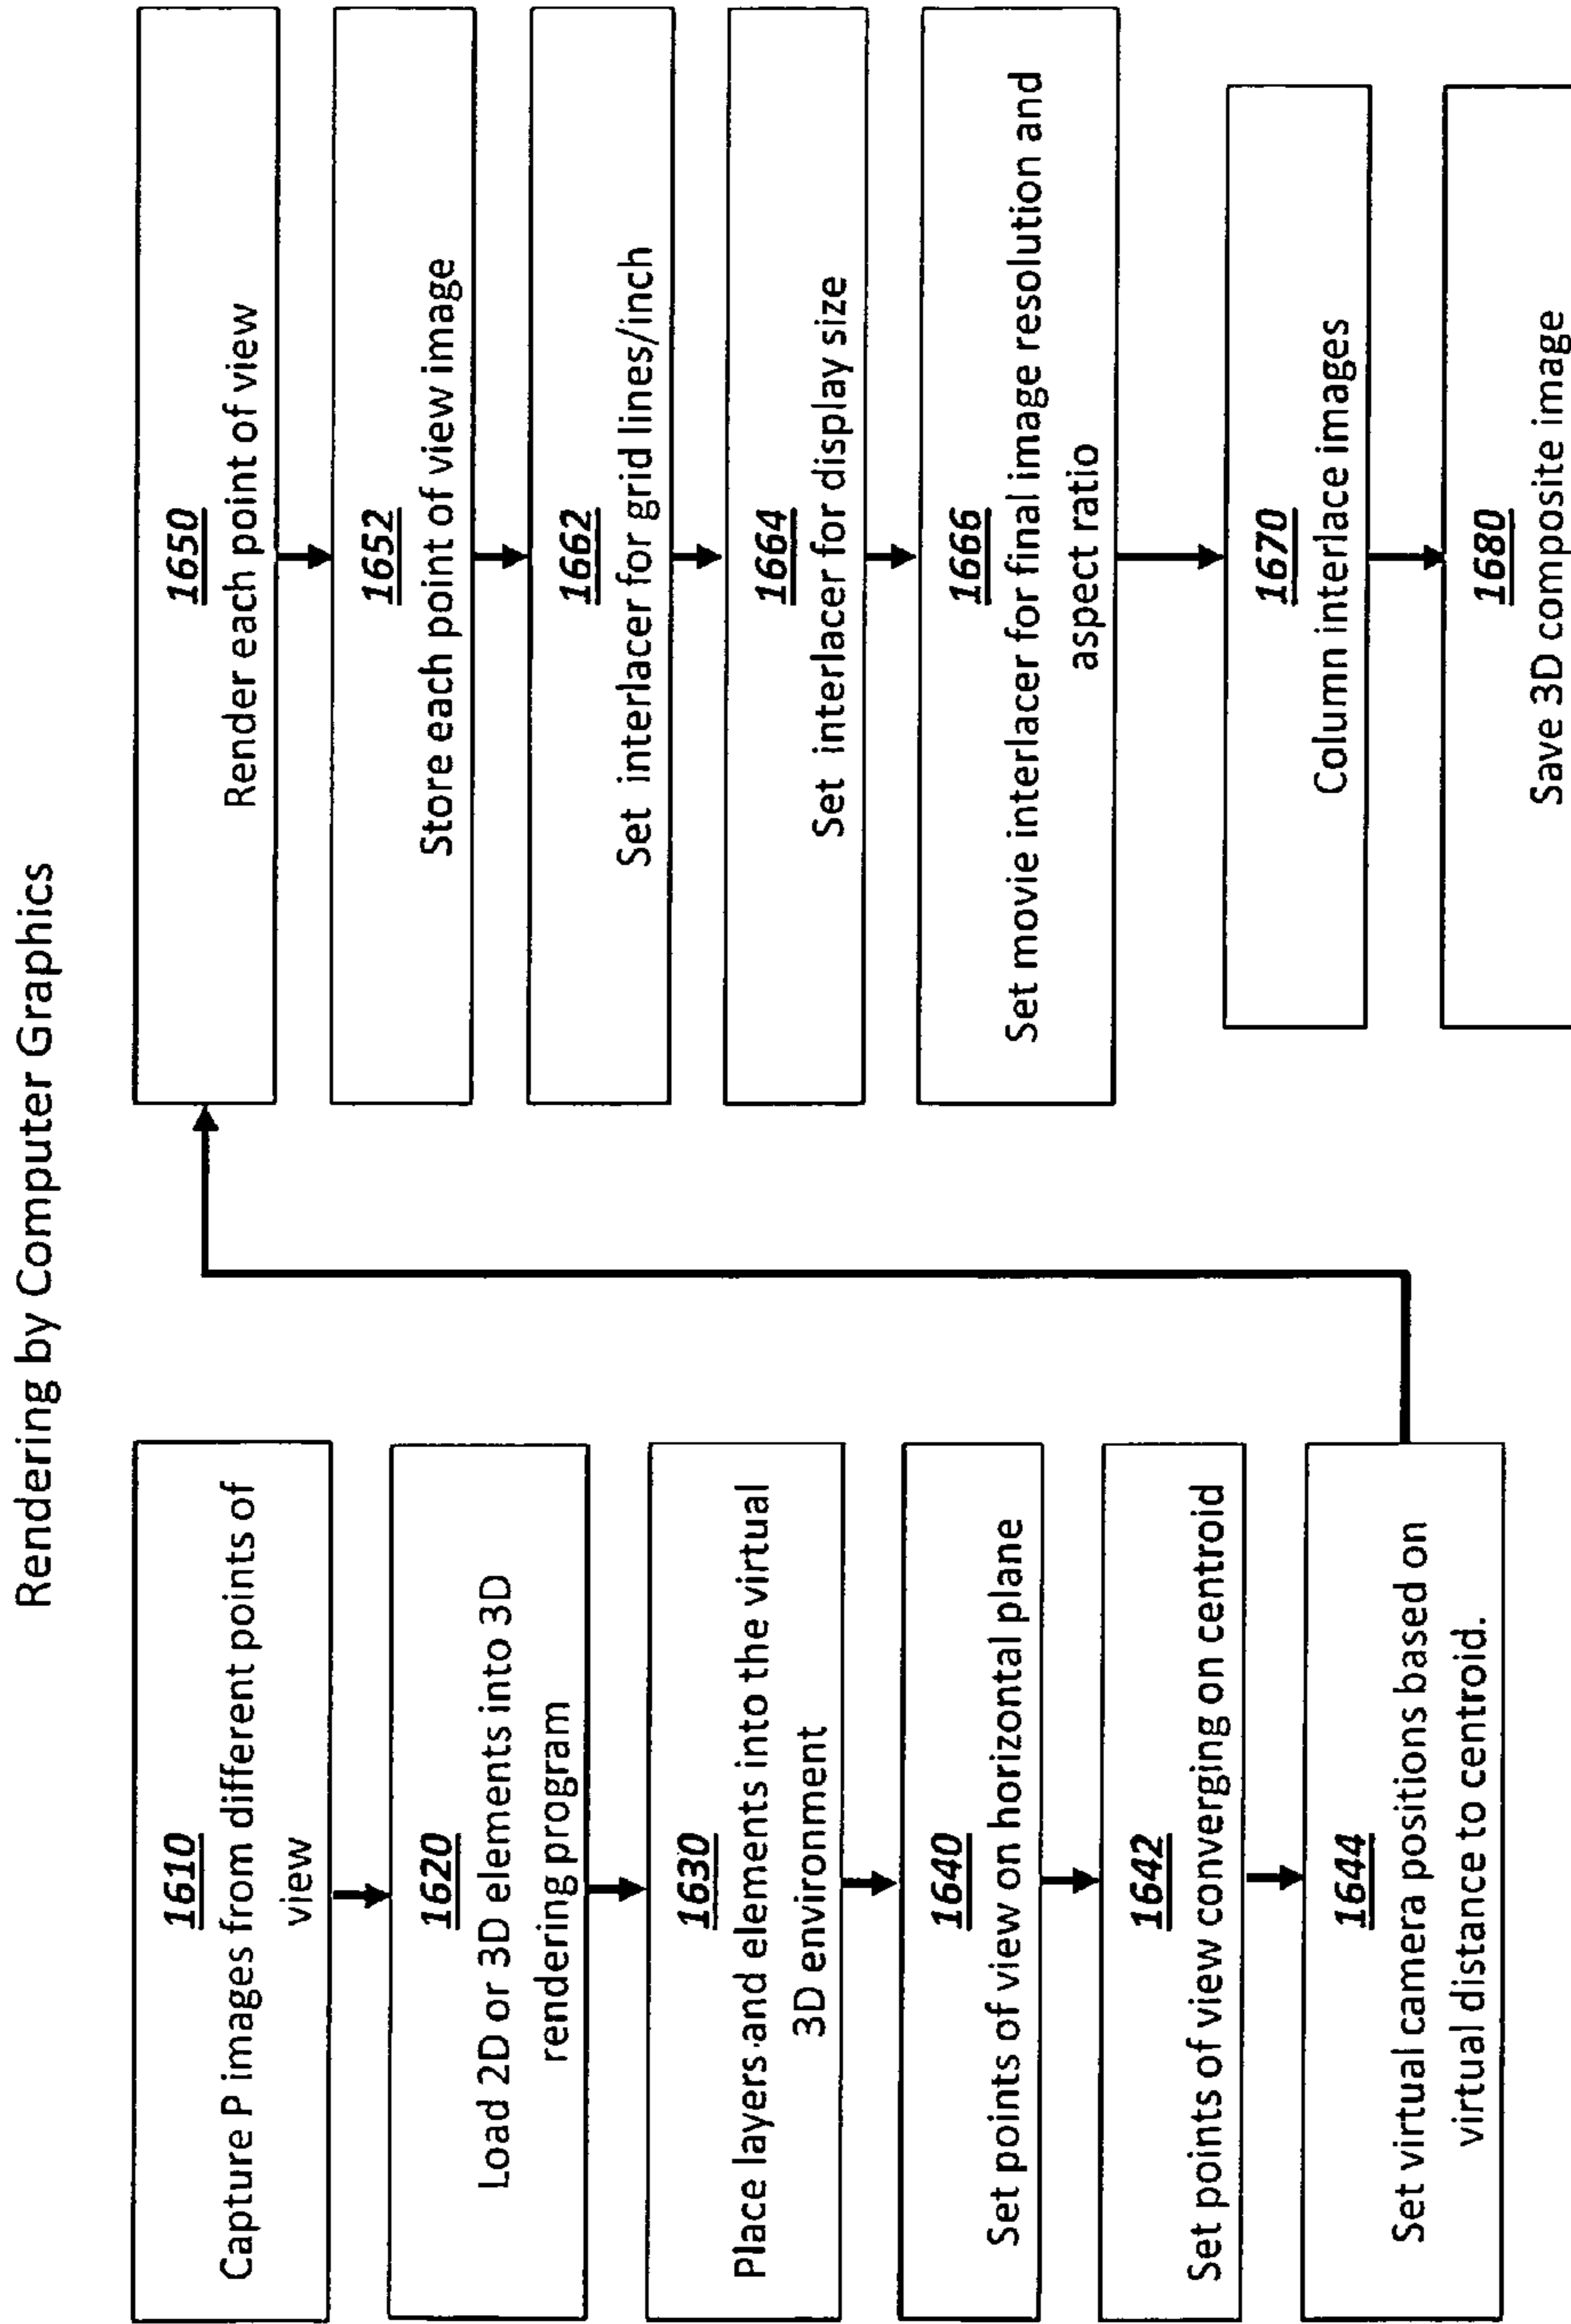 Rendering by Computer Graphics
1610
Capture P images from different points of
view
1620
Load 2D or 3D elements into 3D
rendering program
1630
Place layers and elements into the virtual
3D environment
1640
Set points of view on horizontal plane
1642
Set points of view converging on centroid
1644
Set virtual camera positions based on
virtual distance to centroid.
1650
Render each point of view
1652
Store each point of view image
1662
Set interlacer for grid lines/inch
1664
Set interlacer for display size
1666
Set movie interlacer for final image resolution and
aspect ratio
1670
Column interlace images
1680
Save 3D composite image